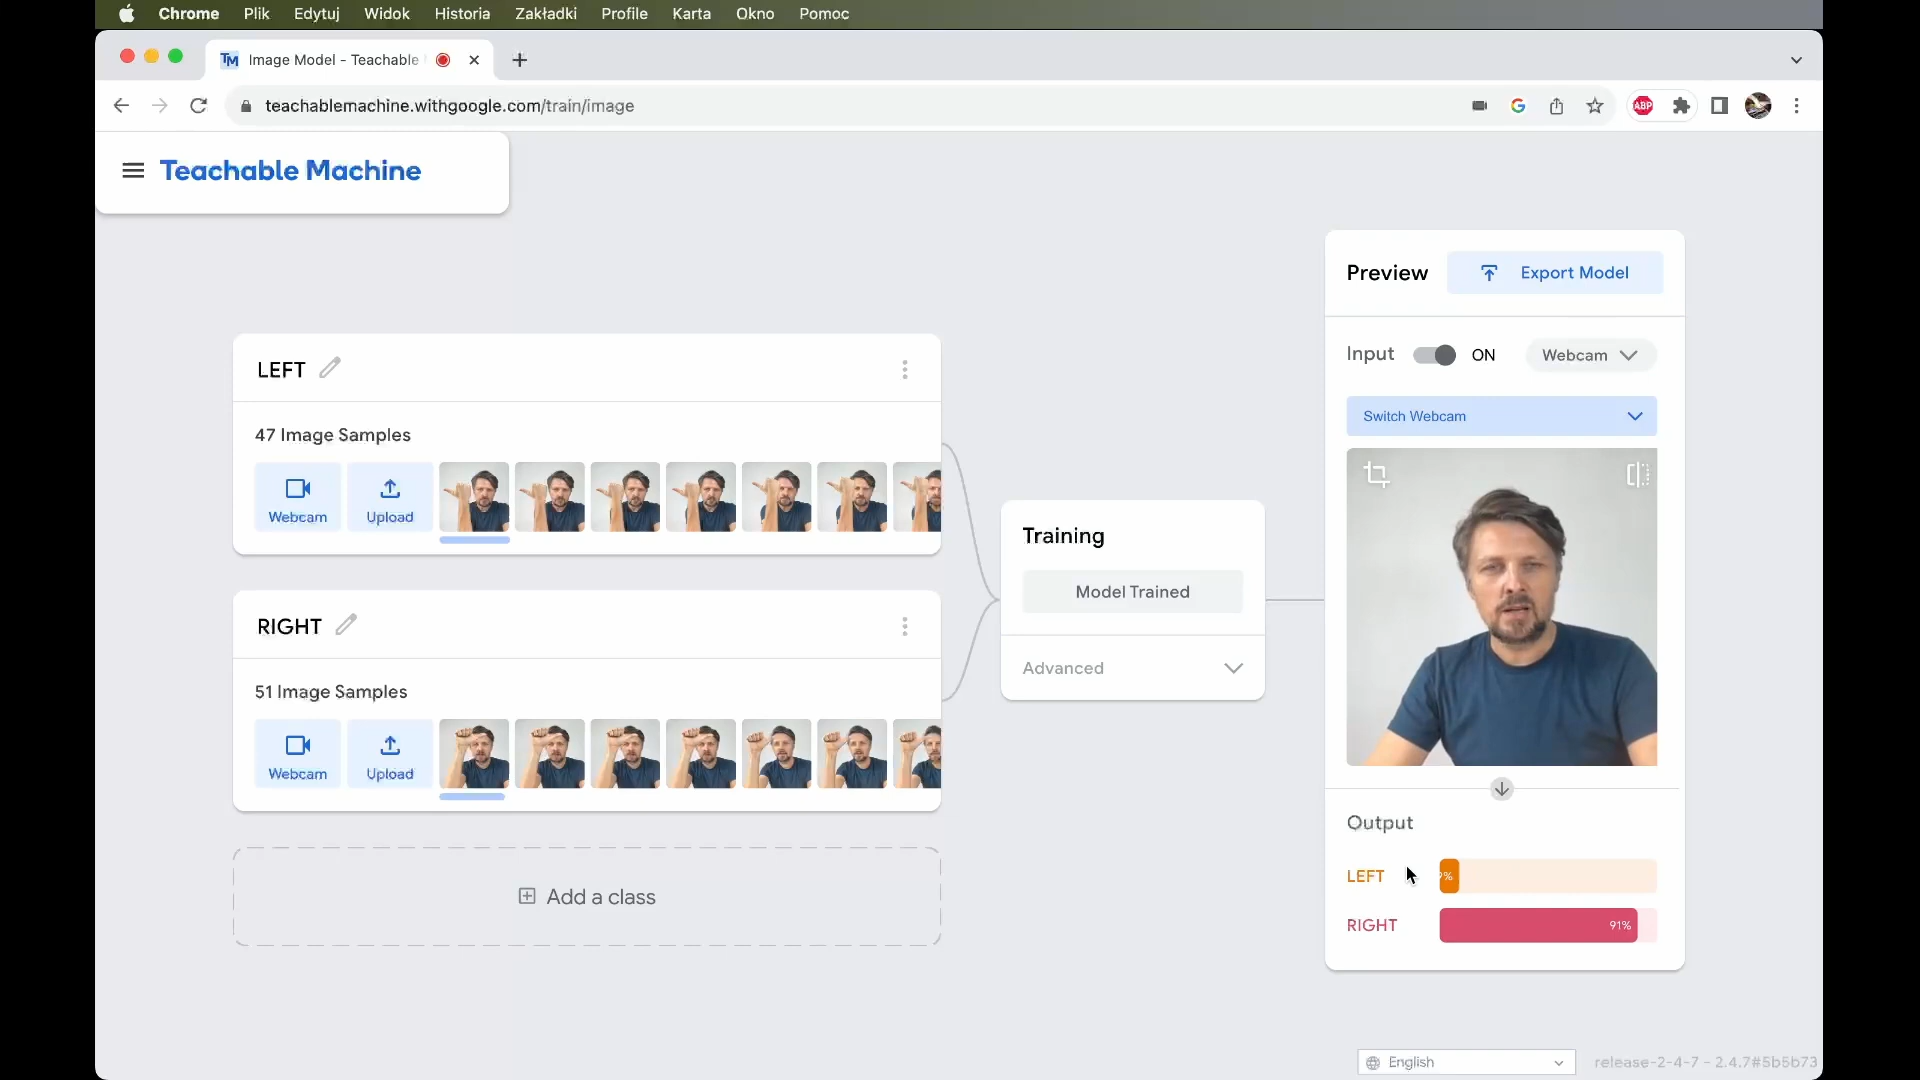 Chrome Plik Edytuj Widok Historia Zakładki Profile Karta Okno Pomoc
TM Image Model - Teachable
teachablemachine.withgoogle.com/train/image
ABP
Teachable Machine
Preview
Export Model
Input ON Webcam
Switch Webcam
LEFT
47 Image Samples
Webcam Upload
Training
Model Trained
Advanced
RIGHT
51 Image Samples
Webcam Upload
Add a class
Output
LEFT 9%
RIGHT 91%
English
release-2-4-7 - 2.4.7#5b5b73